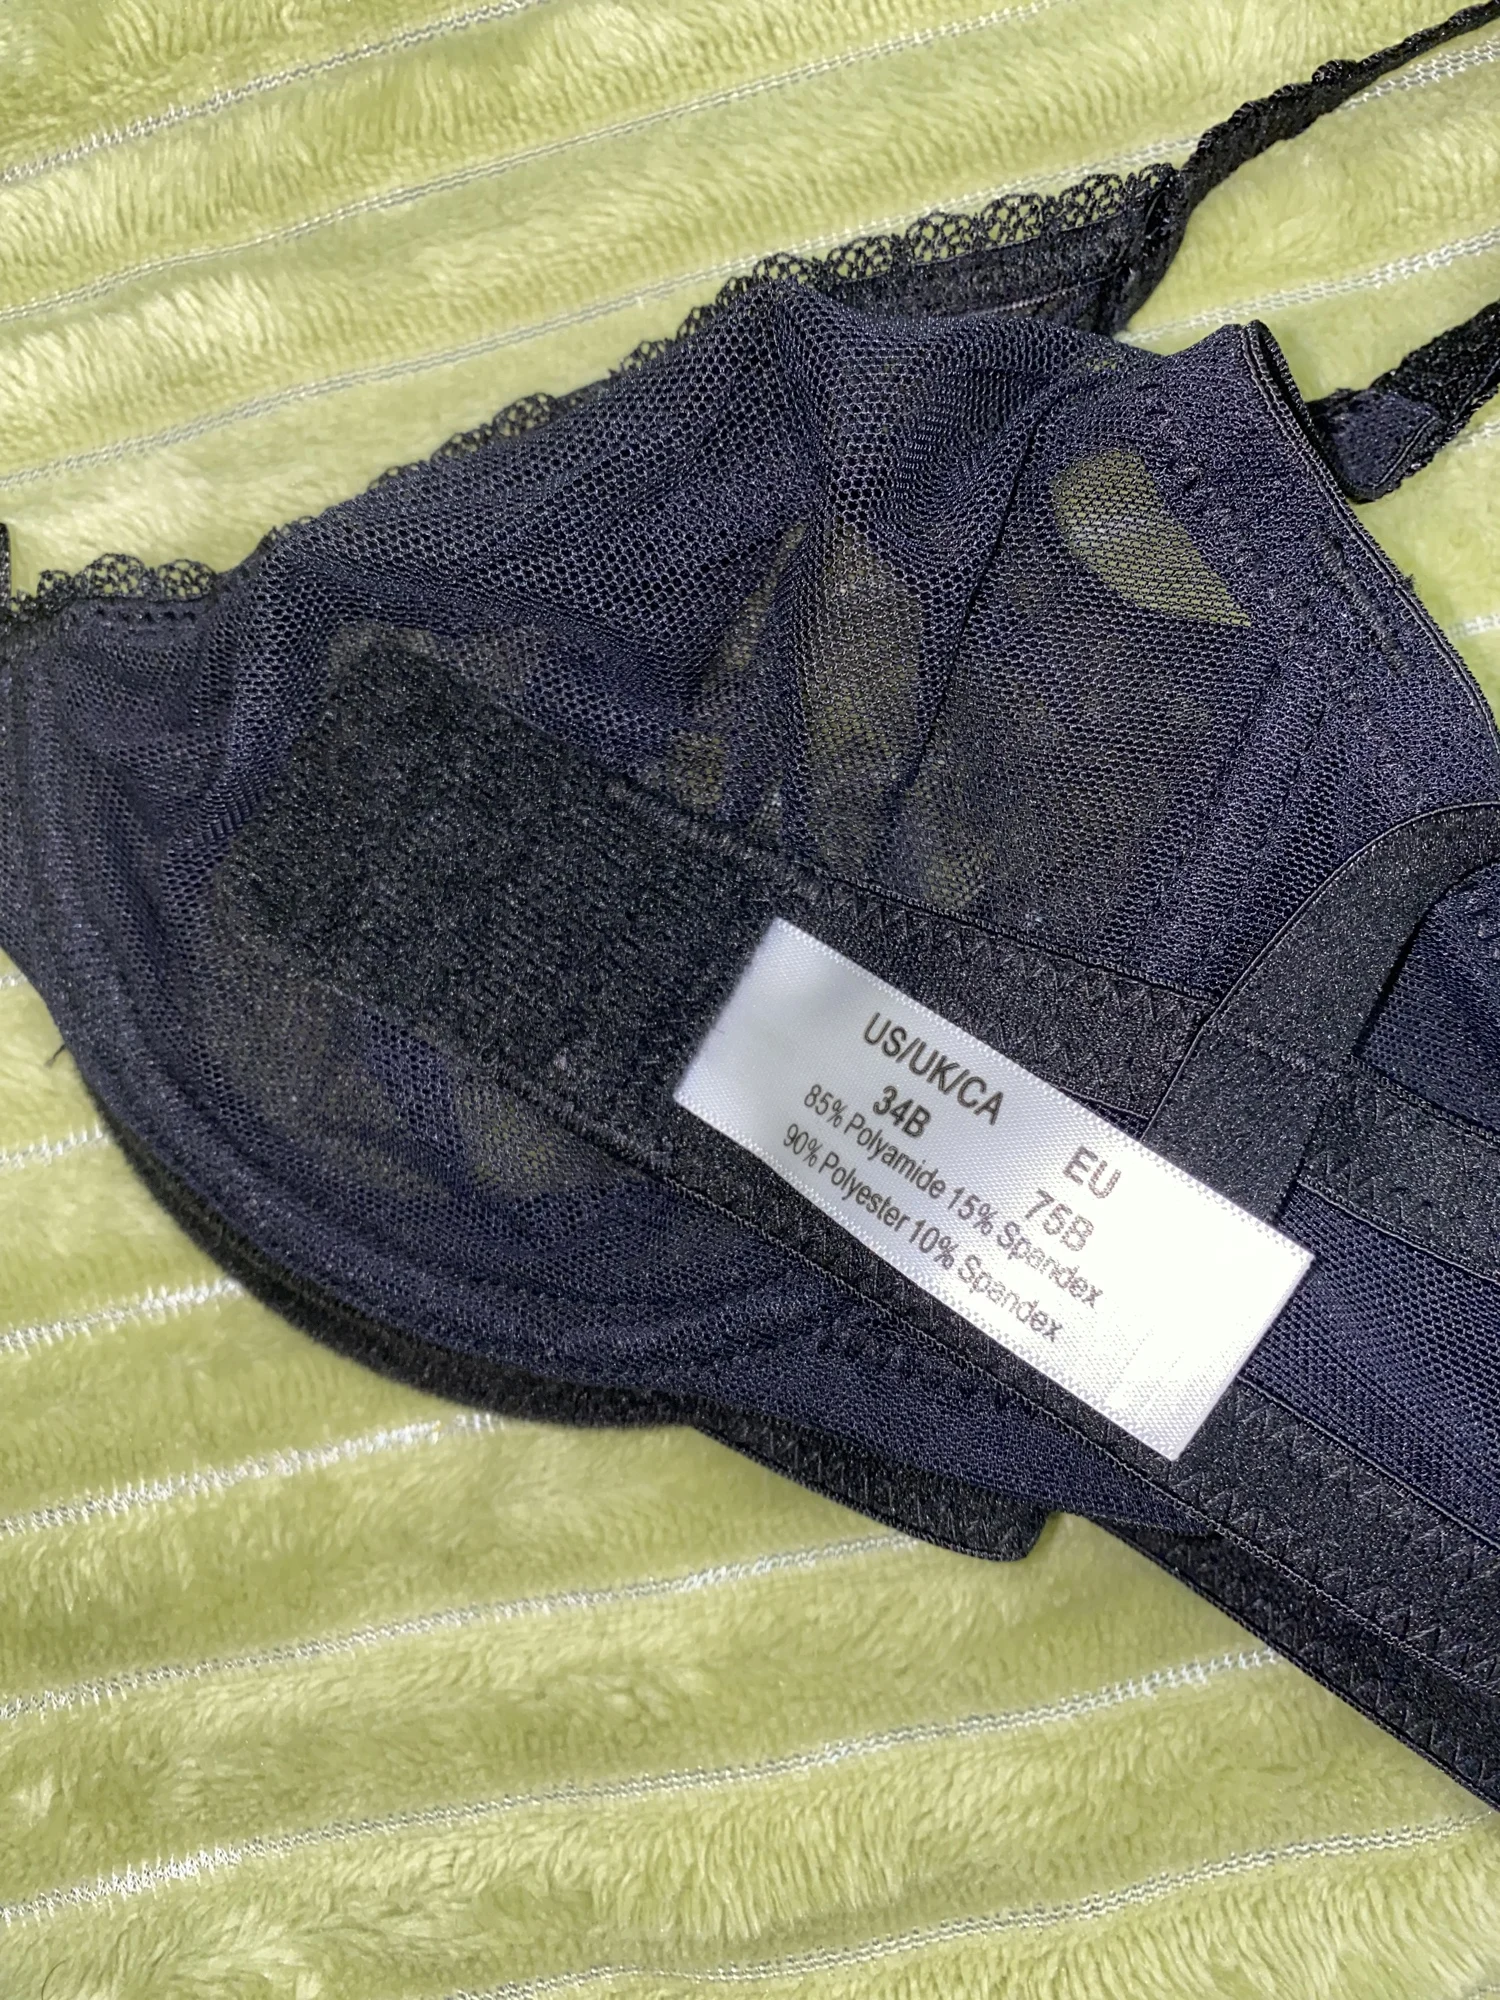 US/UK/CA EU
34B 75B
85% Polyamide 15% Spandex
90% Polyester 10% Spandex